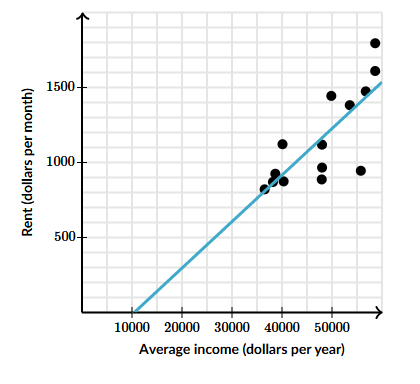 Rent (dollars per month)
1500
1000
500
10000 20000 30000 40000 50000
Average income (dollars per year)